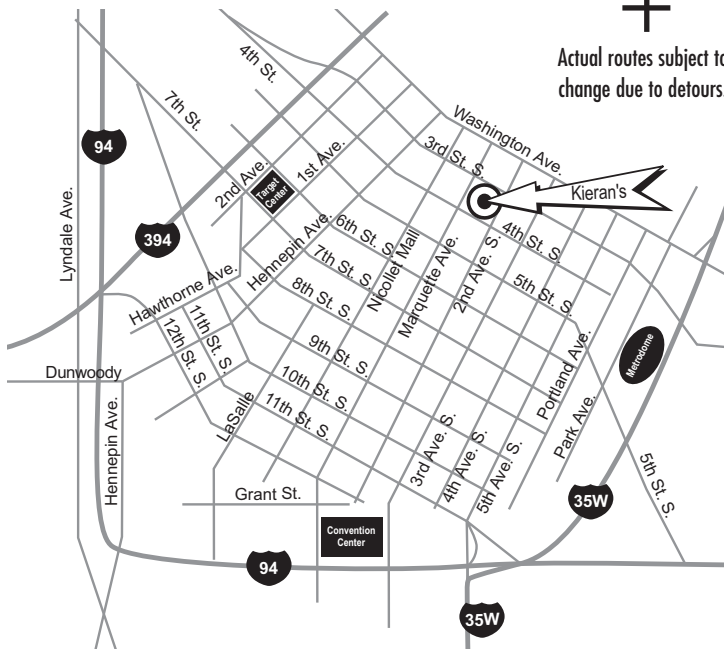 Actual routes subject to
change due to detours.
4th St.
7th St.
Washington Ave.
3rd St. S.
94
Kieran's
2nd Ave.
Target
Center
1st Ave.
Lyndale Ave.
394
Hennepin Ave.
6th St. S.
7th St. S.
Nicollet Mall
Marquette Ave.
2nd Ave. S.
4th St. S.
5th St. S.
Hawthorne Ave.
8th St. S.
11th St. S.
12th St. S.
9th St. S.
Portland Ave.
Metrodome
Dunwoody
10th St. S.
11th St. S.
LaSalle
Hennepin Ave.
3rd Ave. S.
4th Ave. S.
5th Ave. S.
Park Ave.
5th St. S.
Grant St.
35W
Convention
Center
94
35W